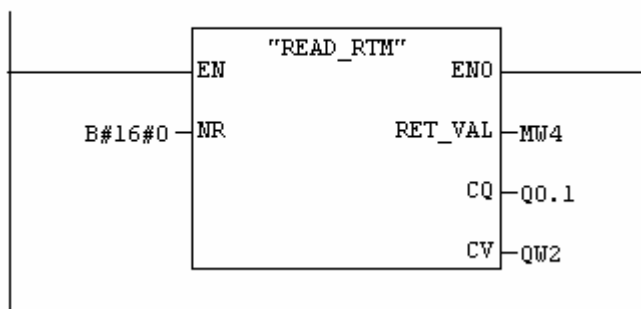 "READ_RTM"
EN ENO
B#16#0 NR RET_VAL MW4
CQ Q0.1
CV QW2